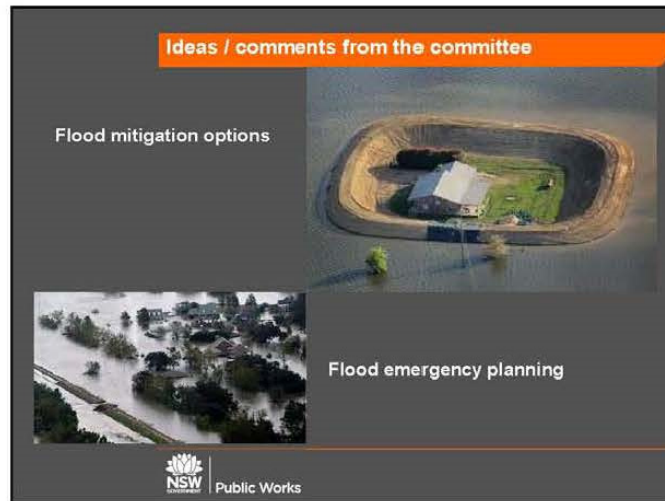 Ideas / comments from the committee
Flood mitigation options
Flood emergency planning
NSW
GOVERNMENT
Public Works